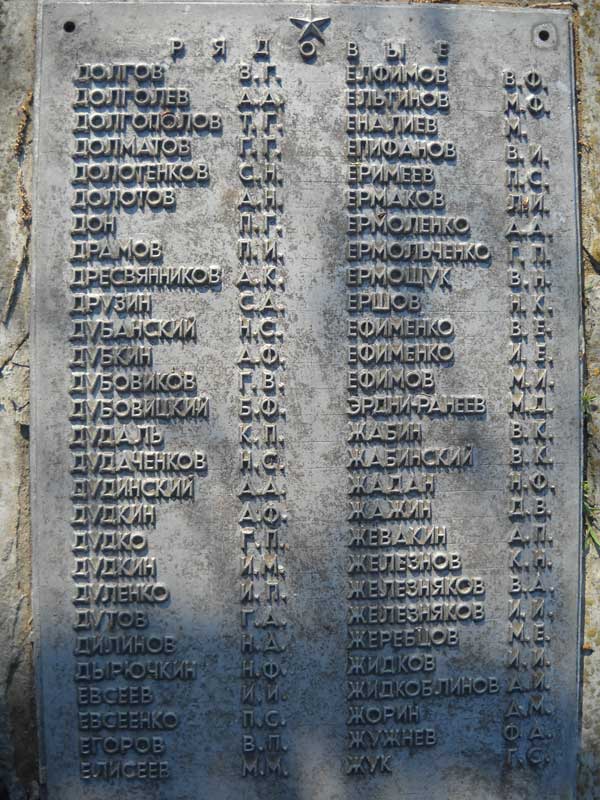 РЯДОВЫЕ
ДОЛГОВ В.Г.
ДОЛГОЛЕВ А.А.
ДОЛГОПОЛОВ Т.Г.
ДОЛМАТОВ Г.Г.
ДОЛОТЕНКОВ С.Н.
ДОЛОТОВ А.Н.
ДОН П.Г.
ДРАМОВ П.И.
ДРЕСВЯННИКОВ А.К.
ДРУЗИН С.А.
ДУБАНСКИЙ Н.С.
ДУБКИН А.Ф.
ДУБОВИКОВ Г.В.
ДУБОВИЦКИЙ Б.Ф.
ДУДАЛЬ К.П.
ДУДАЧЕНКОВ Н.С.
ДУДИНСКИЙ А.А.
ДУДКИН А.Ф.
ДУДКО Г.П.
ДУДКИН И.М.
ДУЛЕНКО И.П.
ДУТОВ Г.А.
ДИЛИНОВ Н.А.
ДЫРЮЧКИН Н.Ф.
ЕВСЕЕВ И.И.
ЕВСЕЕНКО П.С.
ЕГОРОВ В.П.
ЕЛИСЕЕВ М.М.
ЕЛФИМОВ В.Ф.
ЕЛЬТИНОВ М.Ф.
ЕНАЛИЕВ М.
ЕПИФАНОВ В.И.
ЕРИМЕЕВ П.С.
ЕРМАКОВ Л.И.
ЕРМОЛЕНКО А.А.
ЕРМОЛЬЧЕНКО Г.П.
ЕРМОЩУК В.Н.
ЕРШОВ Н.К.
ЕФИМЕНКО В.Е.
ЕФИМЕНКО И.Е.
ЕФИМОВ М.И.
ЭРДНИ-РАНЕЕВ М.Д.
ЖАБИН В.К.
ЖАБИНСКИЙ В.К.
ЖАДАН Н.Ф.
ЖАЖИН Д.В.
ЖЕВАКИН А.П.
ЖЕЛЕЗНОВ К.Н.
ЖЕЛЕЗНЯКОВ В.А.
ЖЕЛЕЗНЯКОВ И.И.
ЖЕРЕБЦОВ М.Е.
ЖИДКОВ И.И.
ЖИДКОБЛИНОВ А.И.
ЖОРИН Д.М.
ЖУЖНЕВ Ф.А.
ЖУК Г.С.